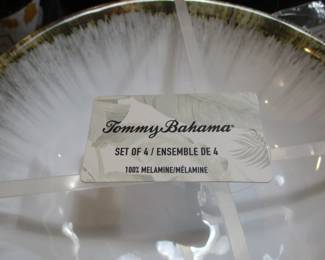 Tommy Bahama®
SET OF 4 / ENSEMBLE DE 4
100% MELAMINE/MÉLAMINE